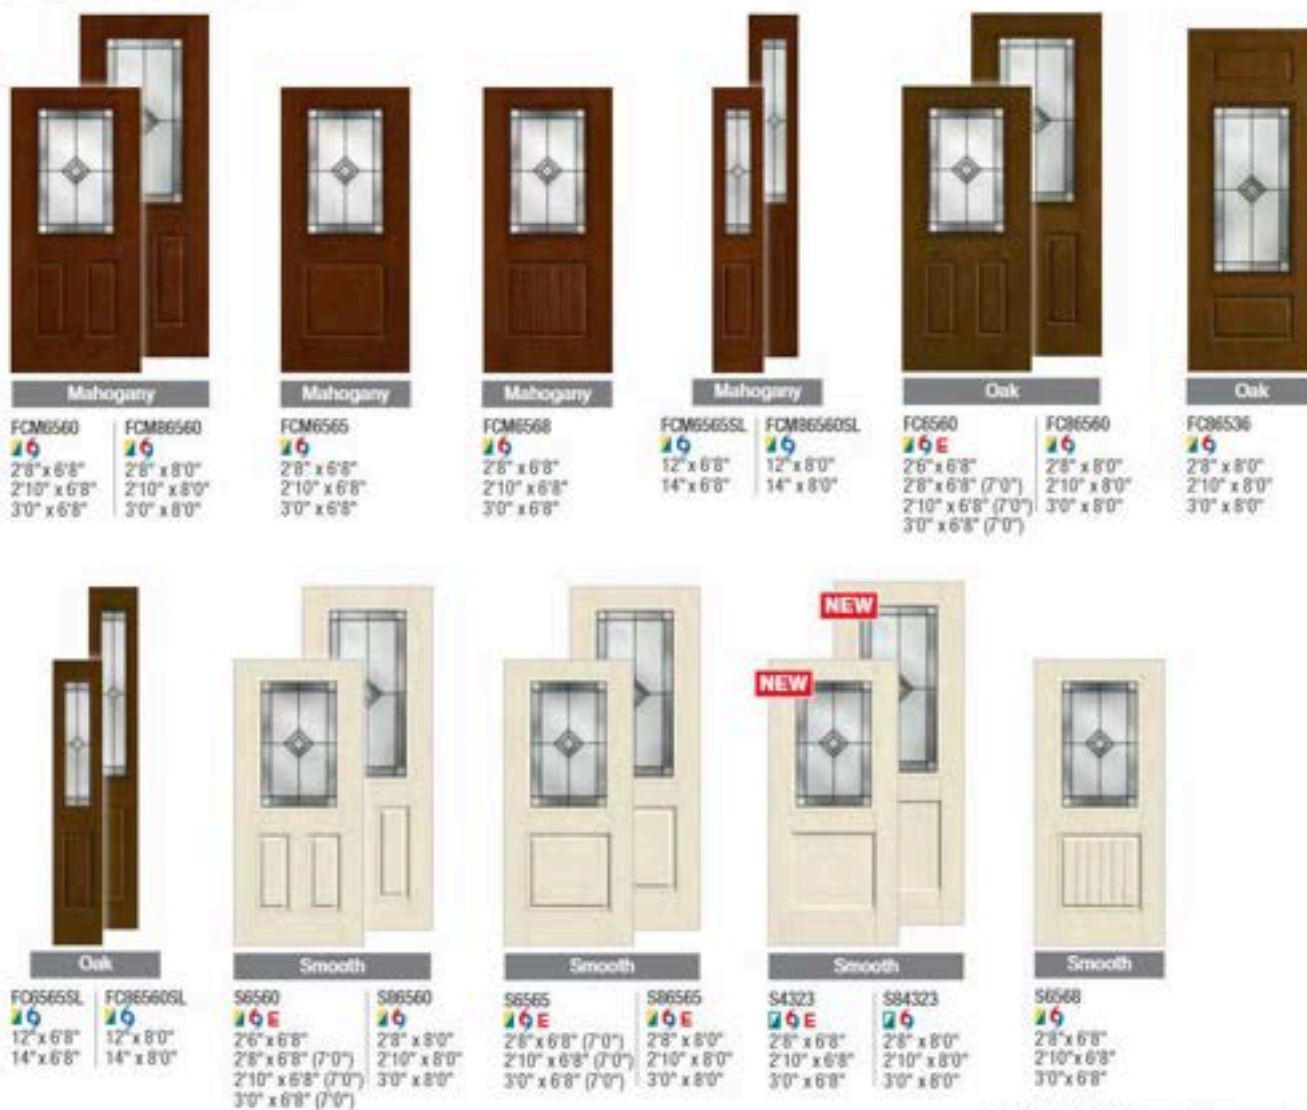 Mahogany
FCM6560
2'8" x 6'8"
2'10" x 6'8"
3'0" x 6'8"
FCM86560
2'8" x 8'0"
2'10" x 8'0"
3'0" x 8'0"
Mahogany
FCM6565
2'8" x 6'8"
2'10" x 6'8"
3'0" x 6'8"
Mahogany
FCM6568
2'8" x 6'8"
2'10" x 6'8"
3'0" x 6'8"
Mahogany
FCM6565SL
12" x 6'8"
14" x 6'8"
FCM86560SL
12" x 8'0"
14" x 8'0"
Oak
FC6560
E
2'6" x 6'8"
2'8" x 6'8" (7'0")
2'10" x 6'8" (7'0")
3'0" x 6'8" (7'0")
FC86560
2'8" x 8'0"
2'10" x 8'0"
3'0" x 8'0"
Oak
FC86536
2'8" x 8'0"
2'10" x 8'0"
3'0" x 8'0"
Oak
FC6565SL
12" x 6'8"
14" x 6'8"
FC86560SL
12" x 8'0"
14" x 8'0"
Smooth
S6560
E
2'6" x 6'8"
2'8" x 6'8" (7'0")
2'10" x 6'8" (7'0")
3'0" x 6'8" (7'0")
S86560
2'8" x 8'0"
2'10" x 8'0"
3'0" x 8'0"
Smooth
S6565
E
2'8" x 6'8" (7'0")
2'10" x 6'8" (7'0")
3'0" x 6'8" (7'0")
S86565
E
2'8" x 8'0"
2'10" x 8'0"
3'0" x 8'0"
NEW
NEW
Smooth
S4323
E
2'8" x 6'8"
2'10" x 6'8"
3'0" x 6'8"
S84323
2'8" x 8'0"
2'10" x 8'0"
3'0" x 8'0"
Smooth
S6568
2'8" x 6'8"
2'10" x 6'8"
3'0" x 6'8"